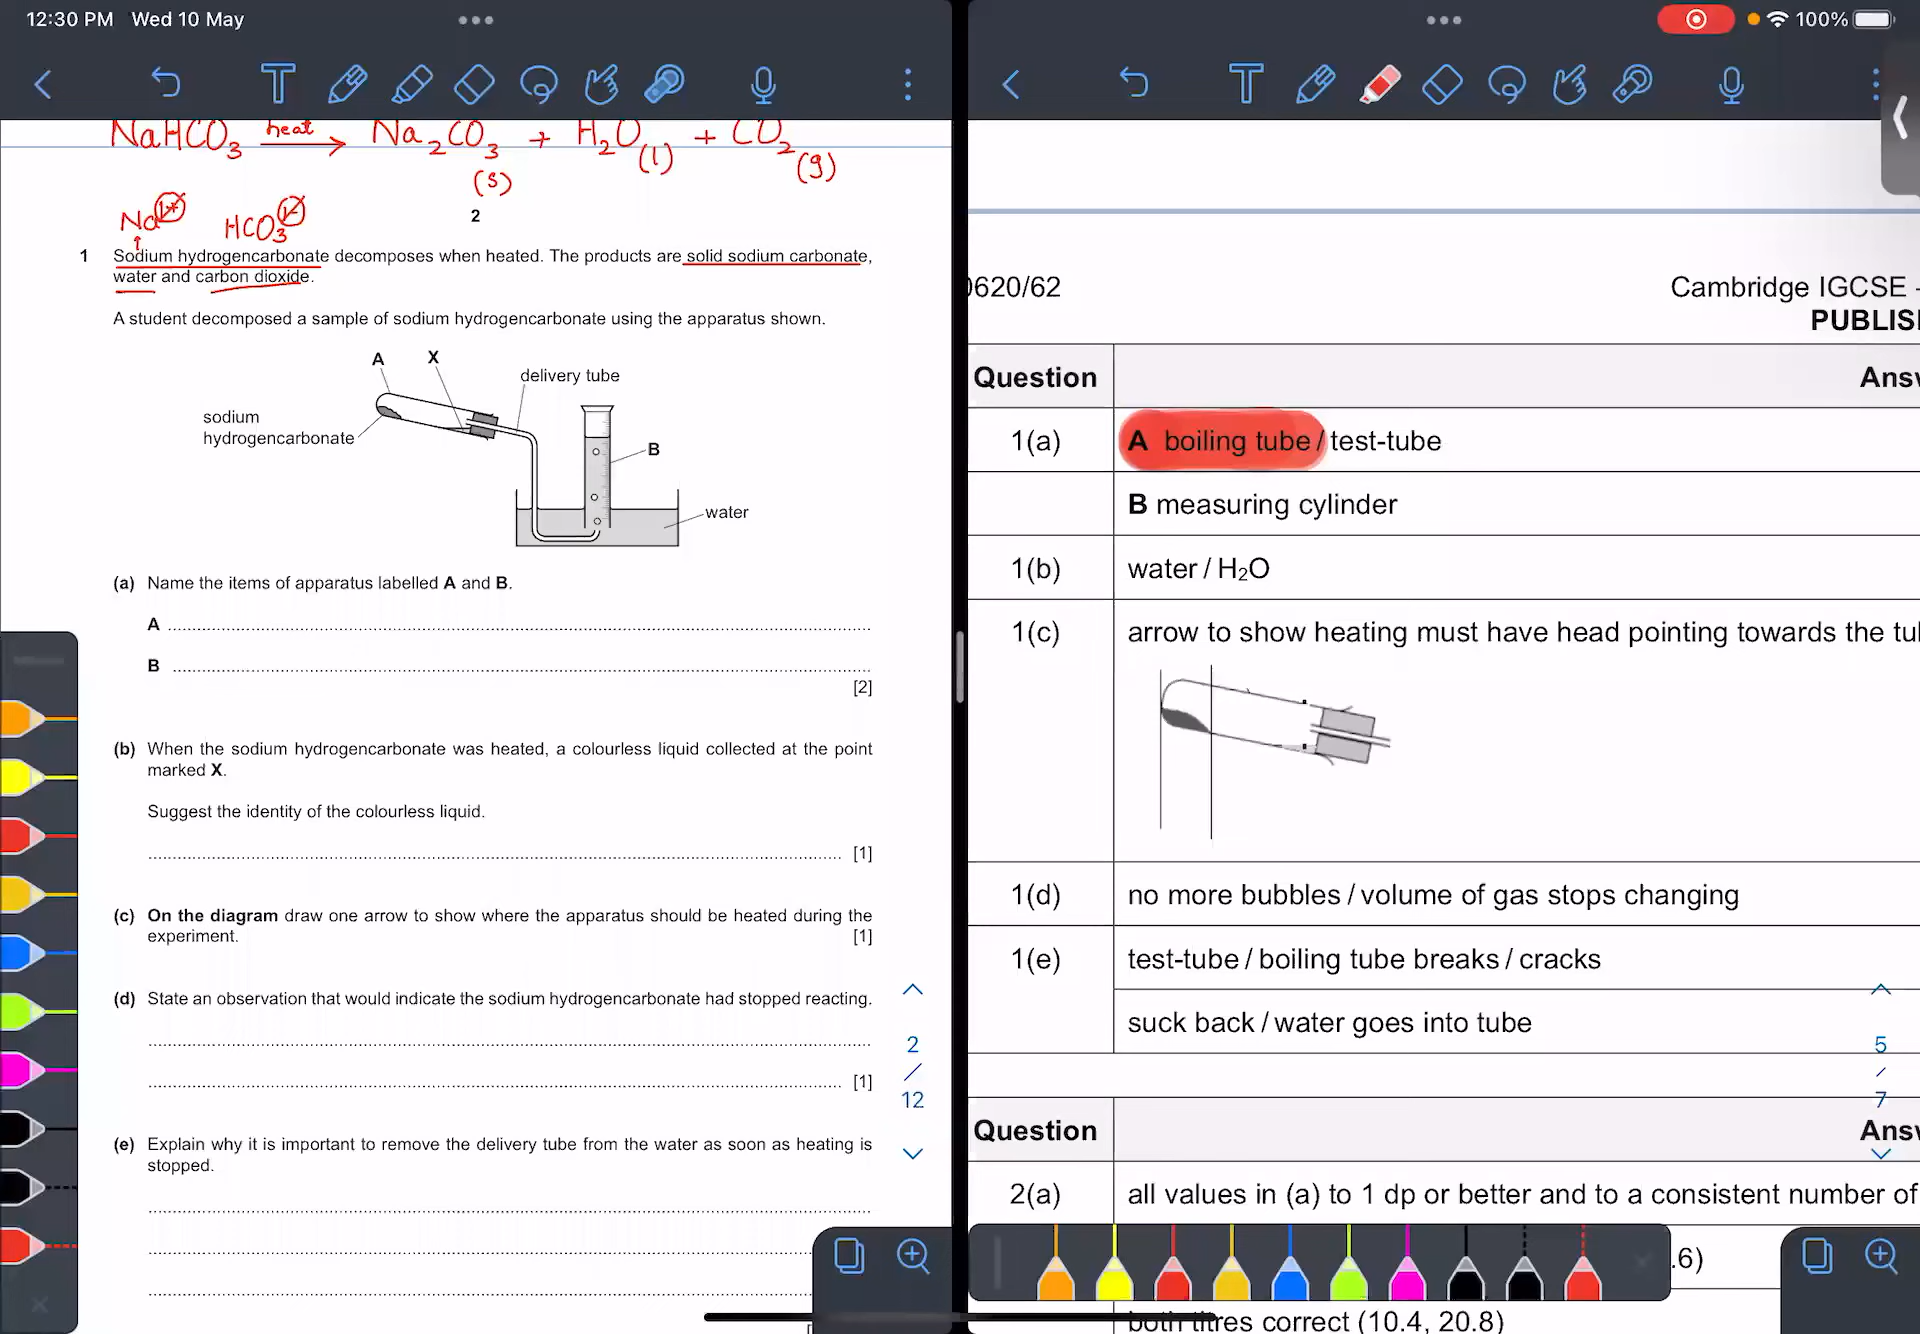 12:30 PM Wed 10 May
100%
NaHCO3 heat → Na2CO3 (s) + H2O (l) + CO2 (g)
Na1+ HCO3 1-
2
1 Sodium hydrogencarbonate decomposes when heated. The products are solid sodium carbonate,
water and carbon dioxide.
A student decomposed a sample of sodium hydrogencarbonate using the apparatus shown.
A X
delivery tube
sodium
hydrogencarbonate
B
water
(a) Name the items of apparatus labelled A and B.
A
B
[2]
(b) When the sodium hydrogencarbonate was heated, a colourless liquid collected at the point
marked X.
Suggest the identity of the colourless liquid.
[1]
(c) On the diagram draw one arrow to show where the apparatus should be heated during the
experiment. [1]
(d) State an observation that would indicate the sodium hydrogencarbonate had stopped reacting.
[1]
(e) Explain why it is important to remove the delivery tube from the water as soon as heating is
stopped.
2
/
12
0620/62 Cambridge IGCSE -
PUBLIS
Question Ansv
1(a) A boiling tube / test-tube
B measuring cylinder
1(b) water / H2O
1(c) arrow to show heating must have head pointing towards the tu
1(d) no more bubbles / volume of gas stops changing
1(e) test-tube / boiling tube breaks / cracks
suck back / water goes into tube
5
/
7
Question Ansv
2(a) all values in (a) to 1 dp or better and to a consistent number of
.6)
both titres correct (10.4, 20.8)